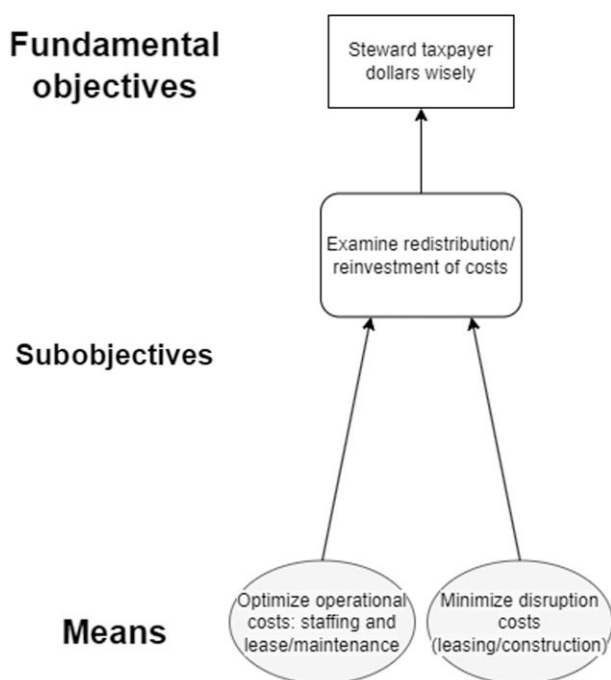 Fundamental
objectives
Steward taxpayer
dollars wisely
Examine redistribution/
reinvestment of costs
Subobjectives
Means
Optimize operational
costs: staffing and
lease/maintenance
Minimize disruption
costs
(leasing/construction)